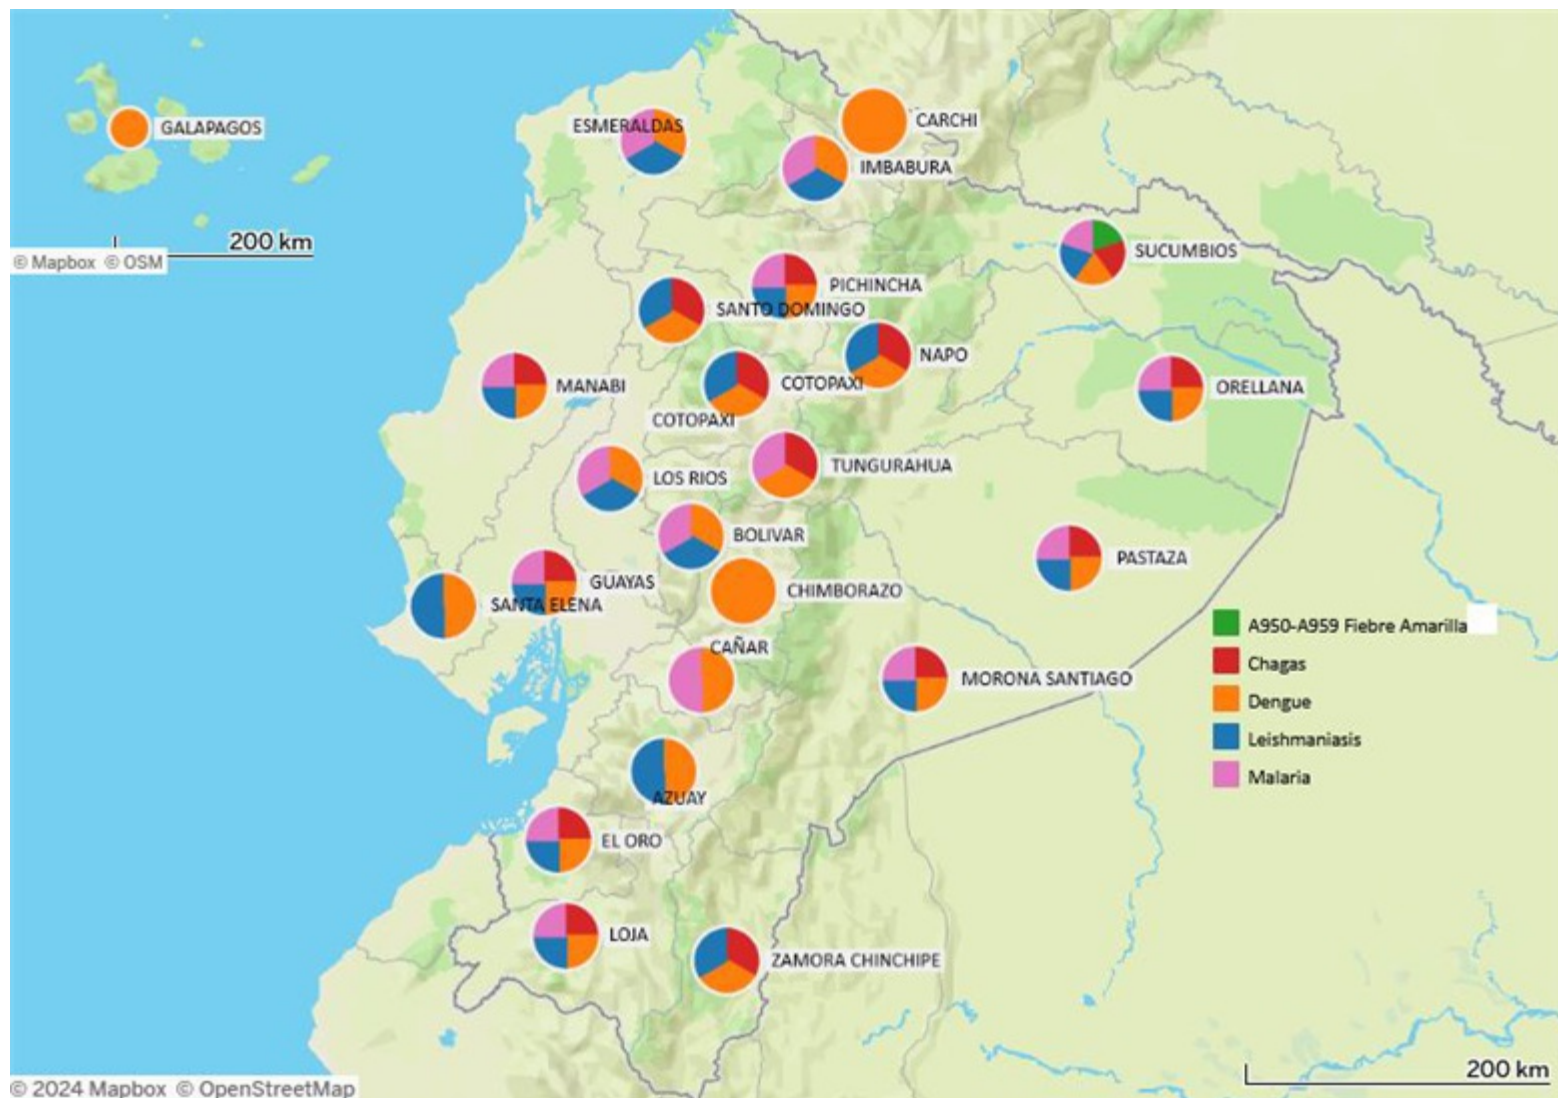 GALAPAGOS
200 km
© Mapbox © OSM
ESMERALDAS
CARCHI
IMBABURA
SUCUMBIOS
PICHINCHA
SANTO DOMINGO
NAPO
MANABI
COTOPAXI
ORELLANA
COTOPAXI
TUNGURAHUA
LOS RIOS
BOLIVAR
PASTAZA
GUAYAS
CHIMBORAZO
SANTA ELENA
A950-A959 Fiebre Amarilla
CAÑAR
Chagas
MORONA SANTIAGO
Dengue
Leishmaniasis
Malaria
AZUAY
EL ORO
LOJA
ZAMORA CHINCHIPE
200 km
© 2024 Mapbox © OpenStreetMap